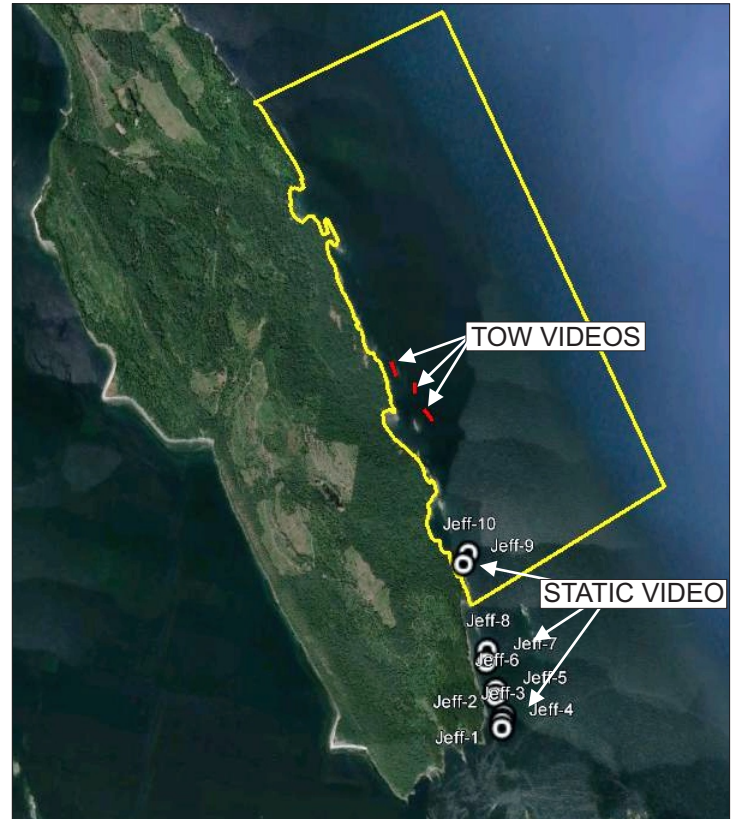 TOW VIDEOS
Jeff-10
Jeff-9
STATIC VIDEO
Jeff-8
Jeff-7
Jeff-6
Jeff-5
Jeff-3
Jeff-2
Jeff-4
Jeff-1